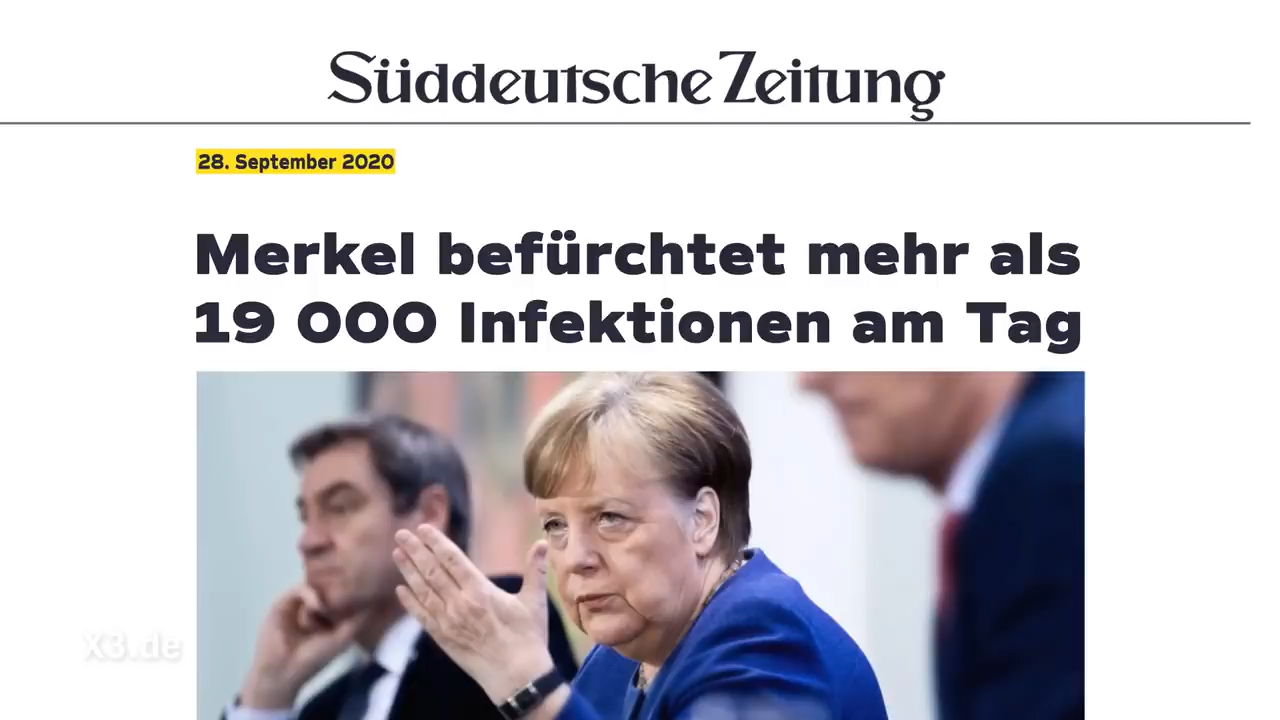 Süddeutsche Zeitung
28. September 2020
Merkel befürchtet mehr als
19 000 Infektionen am Tag
X3.de